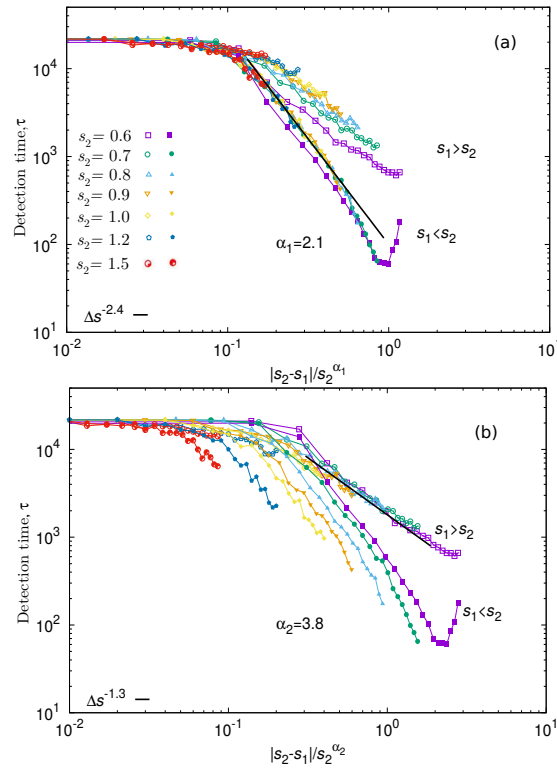 (a)
10⁴
10³
10²
10¹
Detection time, τ
s₂= 0.6
s₂= 0.7
s₂= 0.8
s₂= 0.9
s₂= 1.0
s₂= 1.2
s₂= 1.5
s₁>s₂
s₁<s₂
α₁=2.1
Δs⁻²·⁴
10⁻² 10⁻¹ 10⁰ 10¹
|s₂-s₁|/s₂^α₁
(b)
10⁴
10³
10²
10¹
Detection time, τ
s₁>s₂
s₁<s₂
α₂=3.8
Δs⁻¹·³
10⁻² 10⁻¹ 10⁰ 10¹
|s₂-s₁|/s₂^α₂